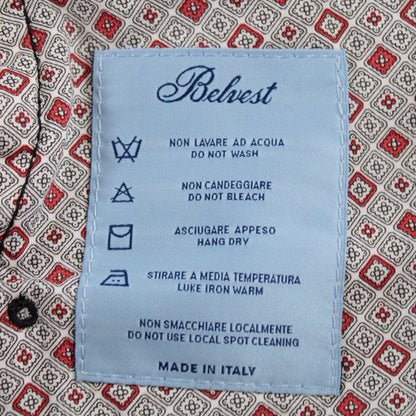 Belvest
NON LAVARE AD ACQUA
DO NOT WASH
NON CANDEGGIARE
DO NOT BLEACH
ASCIUGARE APPESO
HANG DRY
STIRARE A MEDIA TEMPERATURA
LUKE IRON WARM
NON SMACCHIARE LOCALMENTE
DO NOT USE LOCAL SPOT CLEANING
MADE IN ITALY